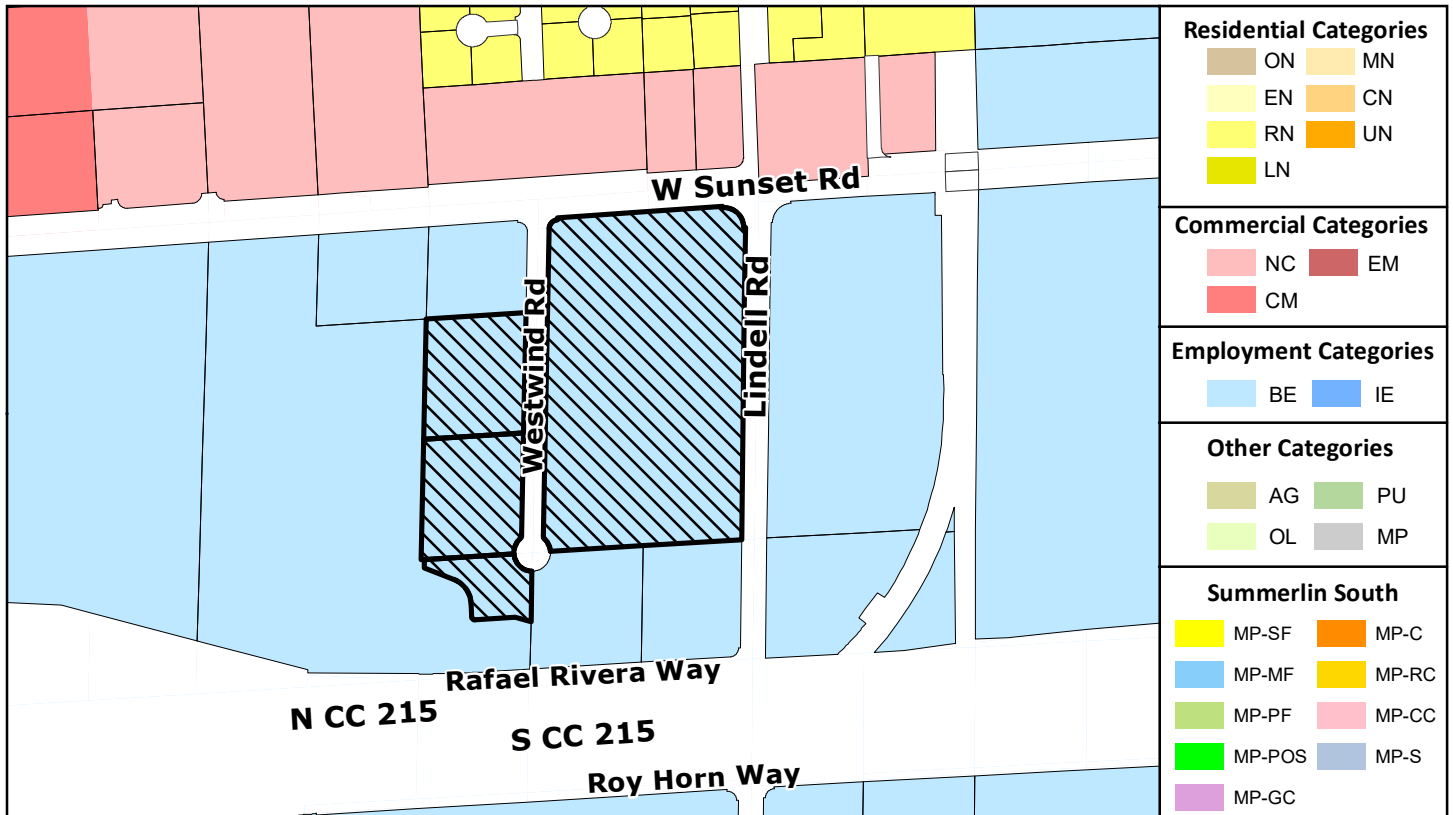 W Sunset Rd
Westwind Rd
Lindell Rd
Rafael Rivera Way
N CC 215
S CC 215
Roy Horn Way
Residential Categories
ON MN
EN CN
RN UN
LN
Commercial Categories
NC EM
CM
Employment Categories
BE IE
Other Categories
AG PU
OL MP
Summerlin South
MP-SF MP-C
MP-MF MP-RC
MP-PF MP-CC
MP-POS MP-S
MP-GC